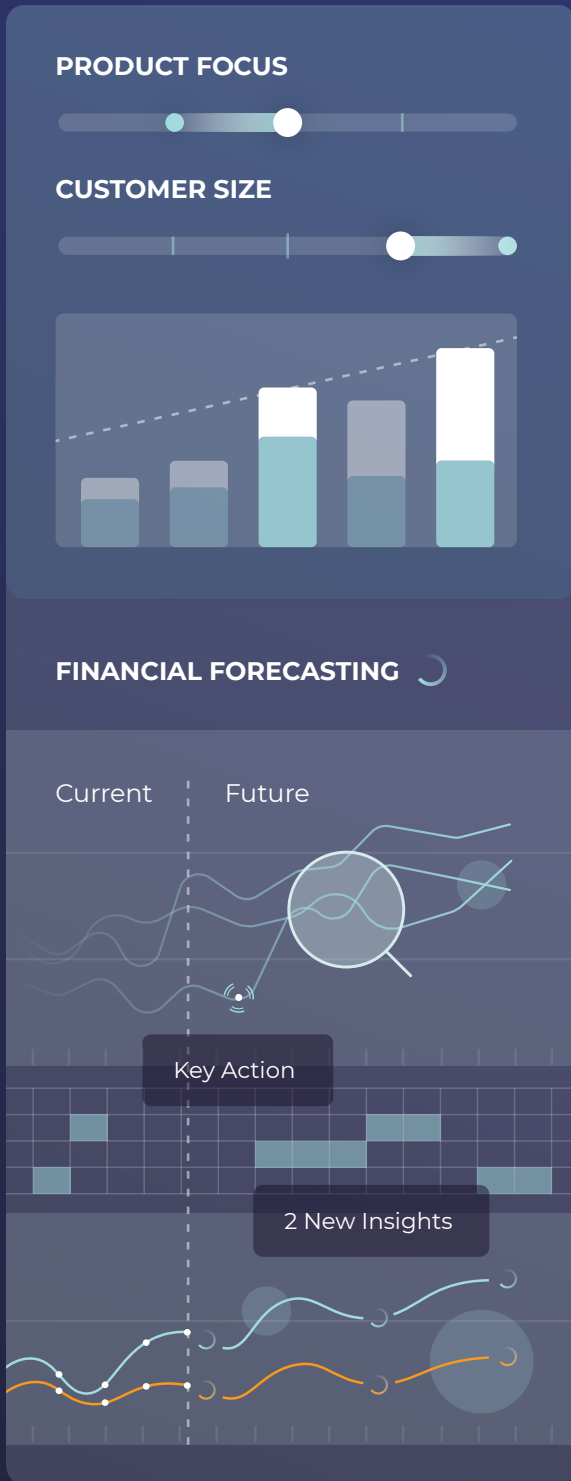 PRODUCT FOCUS
CUSTOMER SIZE
FINANCIAL FORECASTING
Current
Future
Key Action
2 New Insights